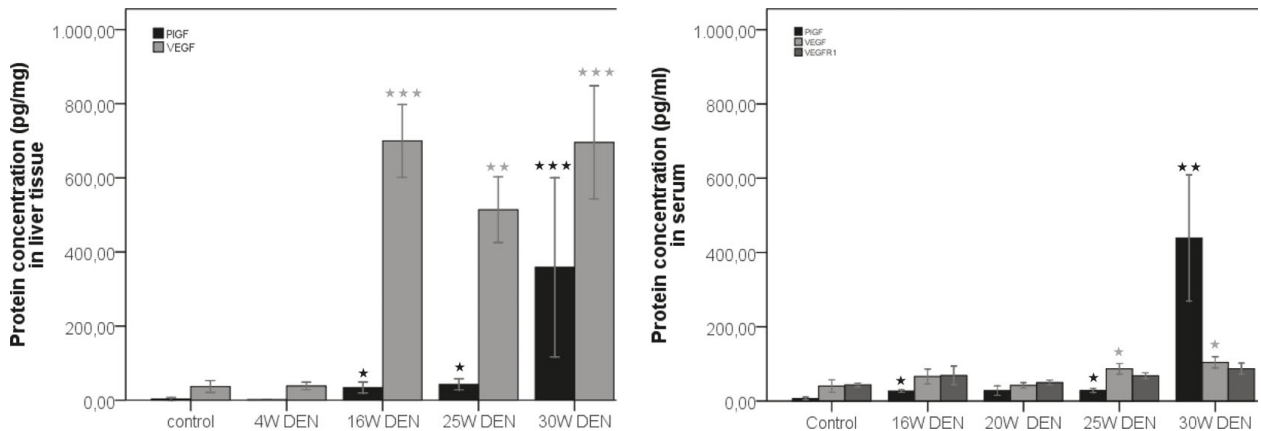 1.000,00
800,00
600,00
400,00
200,00
0,00
Protein concentration (pg/mg)
in liver tissue
PlGF
VEGF
★★★
★★
★★★
★★★
★
★
control
4W DEN
16W DEN
25W DEN
30W DEN
1.000,00
800,00
600,00
400,00
200,00
0,00
Protein concentration (pg/ml)
in serum
PlGF
VEGF
VEGFR1
★★
★
★
★
★
Control
16W DEN
20W DEN
25W DEN
30W DEN